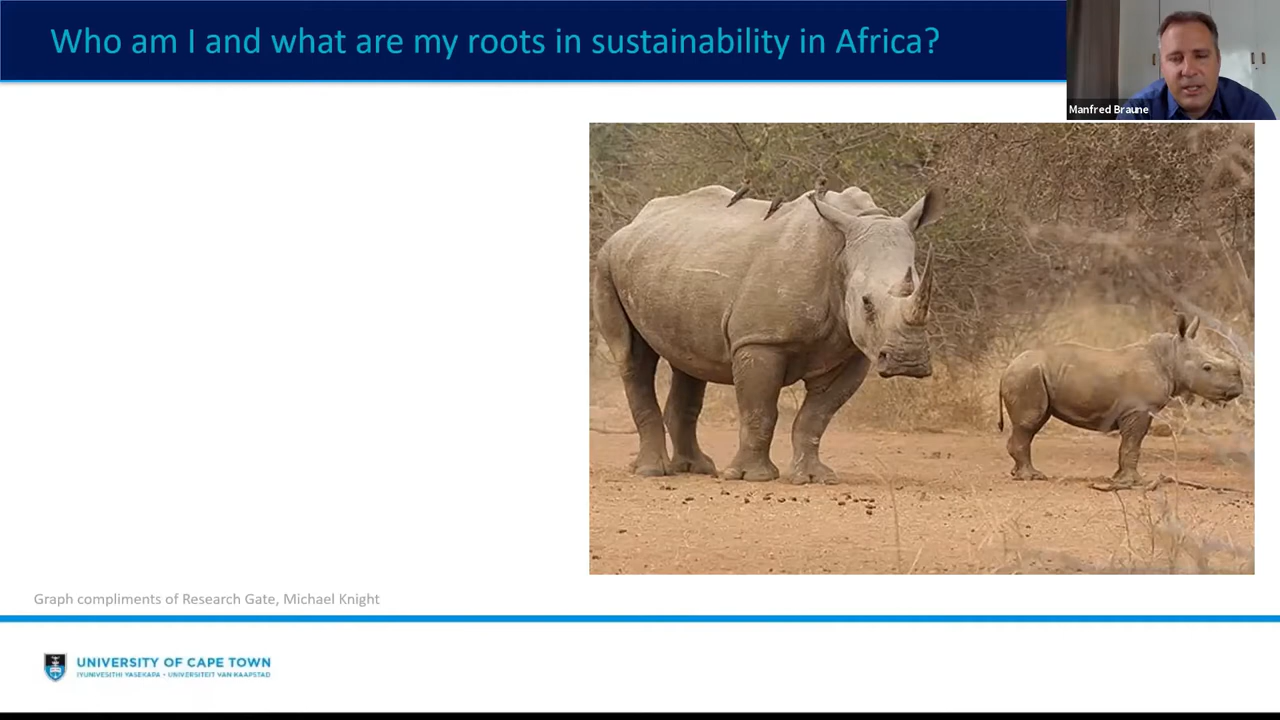 Who am I and what are my roots in sustainability in Africa?
Manfred Braune
Graph compliments of Research Gate, Michael Knight
UNIVERSITY OF CAPE TOWN
IYUNIVESITHI YASEKAPA • UNIVERSITEIT VAN KAAPSTAD